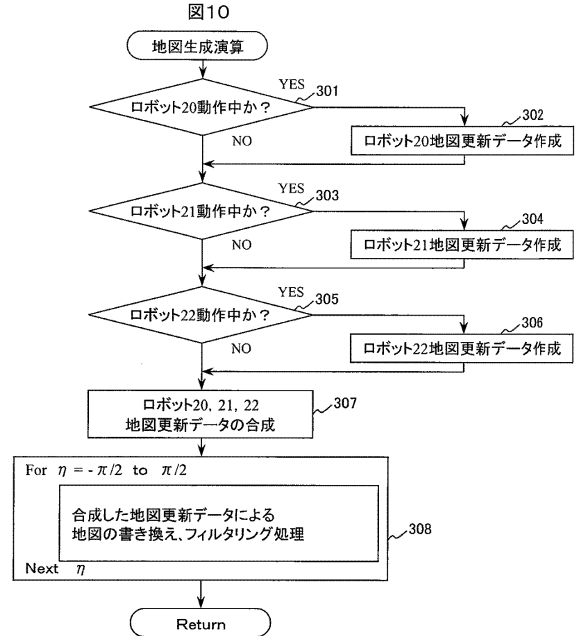 図10
地図生成演算
YES
301
ロボット20動作中か?
302
ロボット20地図更新データ作成
NO
YES
303
ロボット21動作中か?
304
ロボット21地図更新データ作成
NO
YES
305
ロボット22動作中か?
306
ロボット22地図更新データ作成
NO
ロボット20, 21, 22
地図更新データの合成
307
For η = - π/2 to π/2
合成した地図更新データによる
地図の書き換え、フィルタリング処理
308
Next η
Return